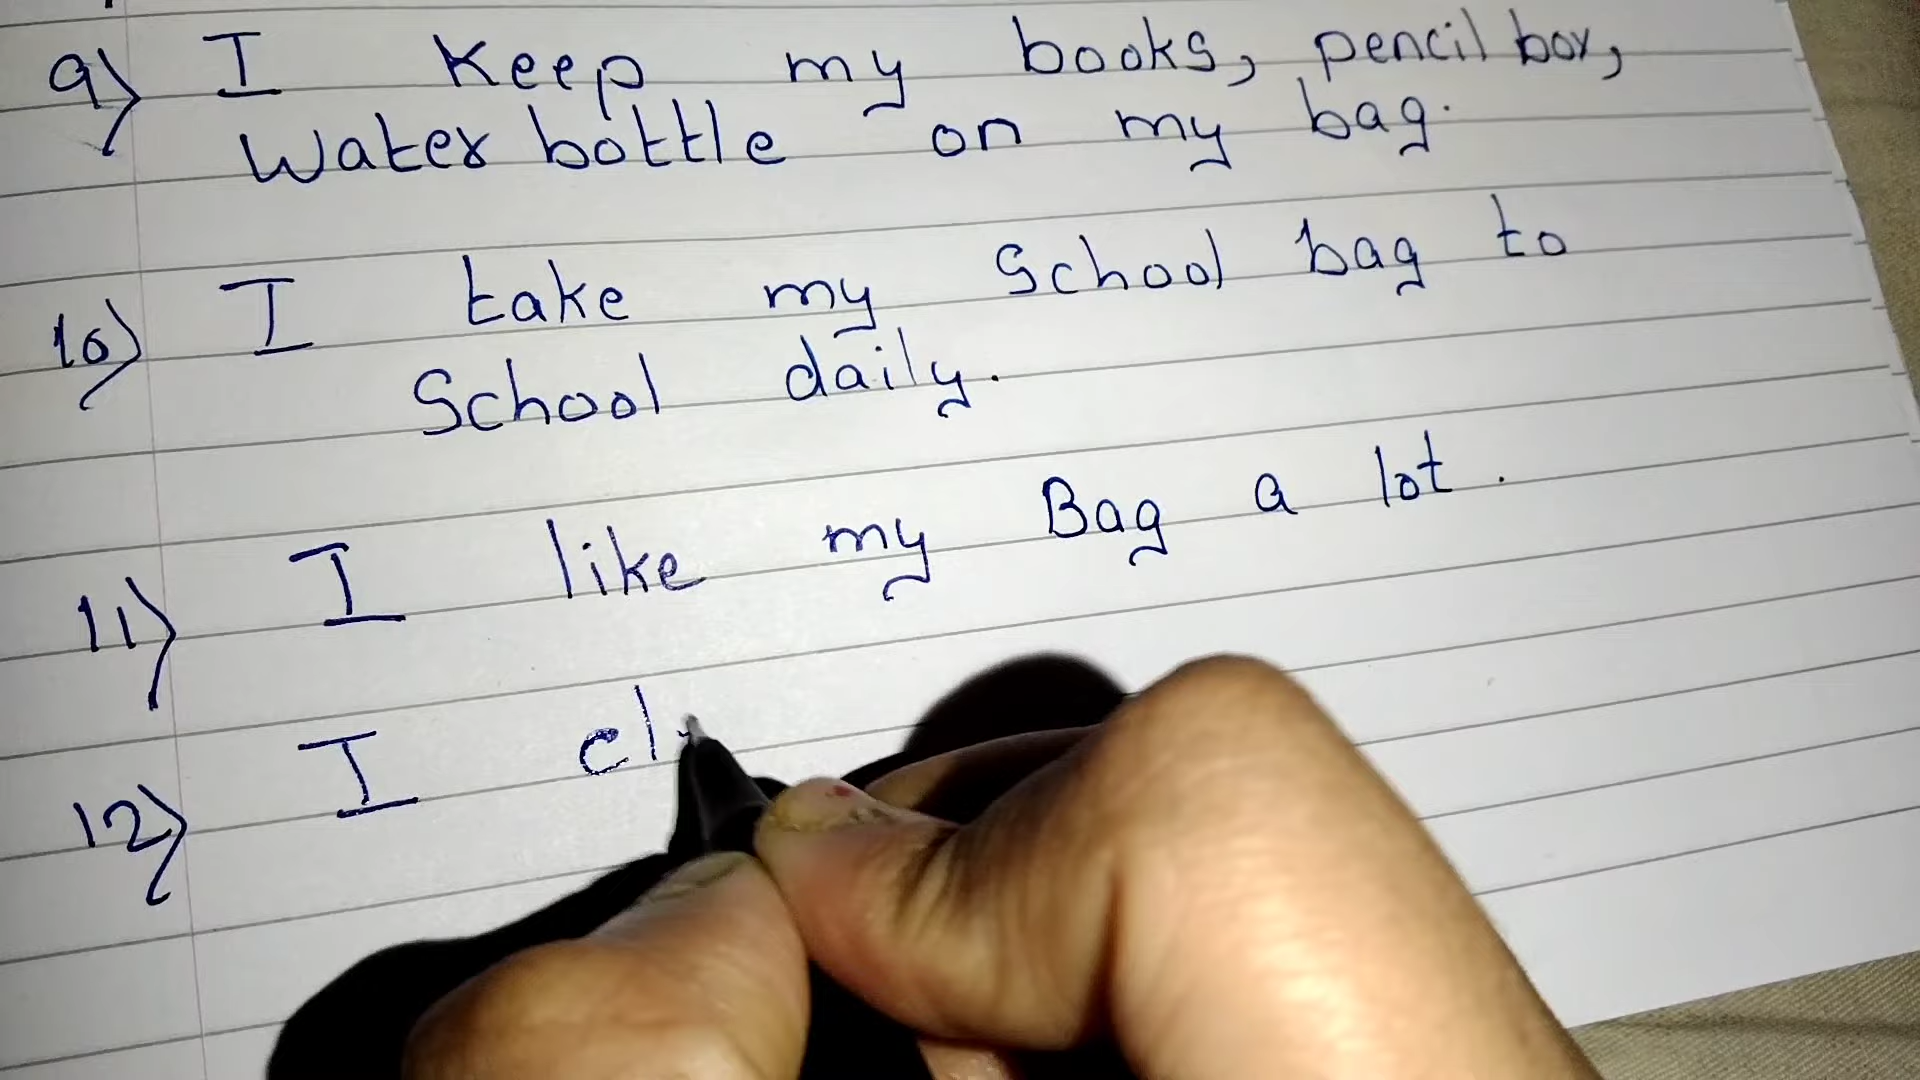 9) I Keep my books, pencil box,
Water bottle on my bag.
10) I take my School bag to
School daily.
11) I like my Bag a lot.
12) I cl